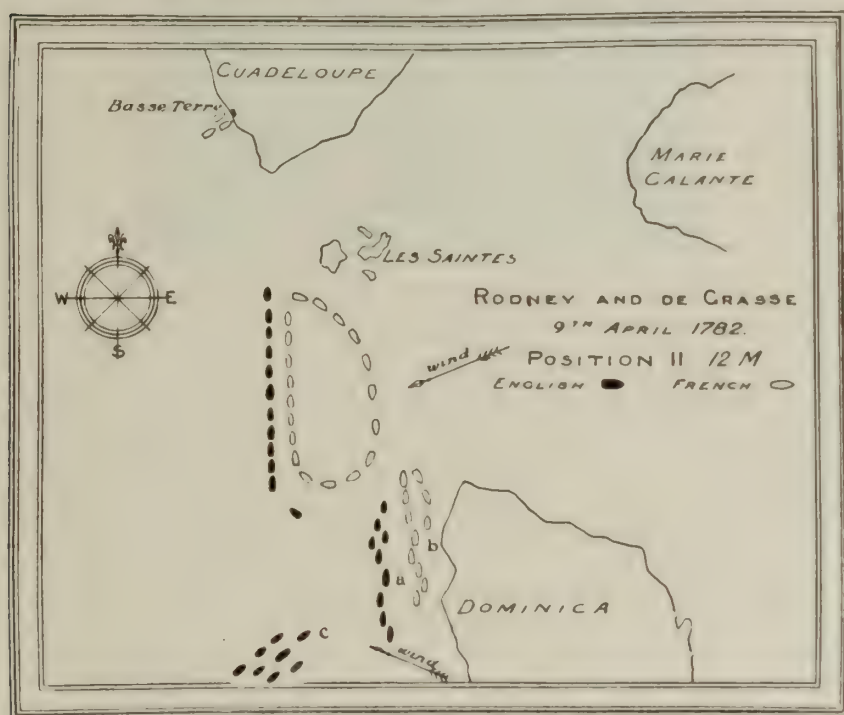 CUADELOUPE
Basse Terre
MARIE
CALANTE
LES SAINTES
N
W E
S
RODNEY AND DE CRASSE
9TH APRIL 1782.
wind
POSITION II 12 M
ENGLISH FRENCH
b
a
DOMINICA
c
wind